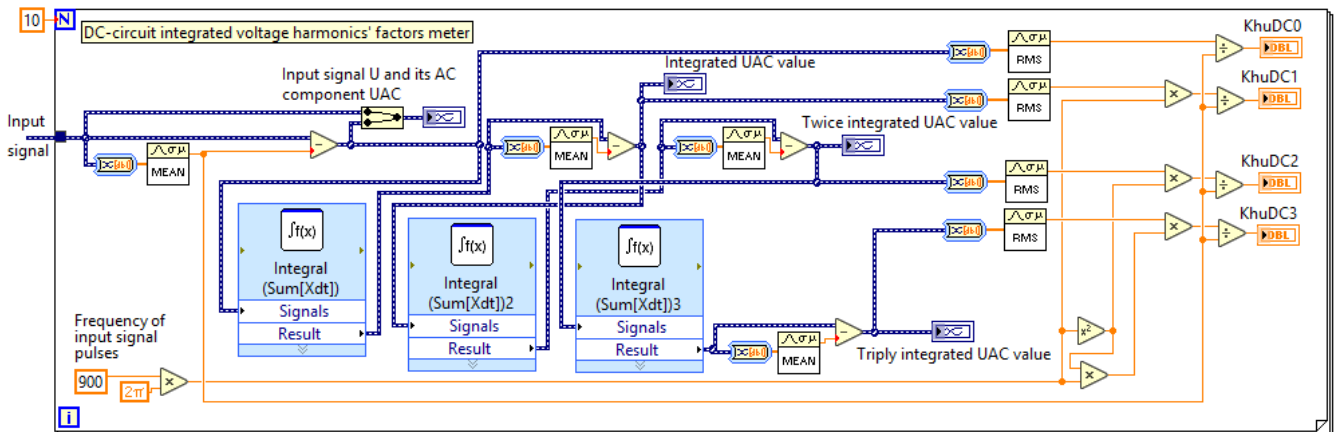 10
N
DC-circuit integrated voltage harmonics' factors meter
KhuDC0
DBL
RMS
Integrated UAC value
Input signal U and its AC
component UAC
KhuDC1
DBL
RMS
Input
signal
Twice integrated UAC value
MEAN
MEAN
MEAN
KhuDC2
DBL
RMS
KhuDC3
DBL
RMS
∫f(x)
Integral
(Sum[Xdt])
Signals
Result
∫f(x)
Integral
(Sum[Xdt])2
Signals
Result
∫f(x)
Integral
(Sum[Xdt])3
Signals
Result
MEAN
Triply integrated UAC value
x²
Frequency of
input signal
pulses
900
2π
i